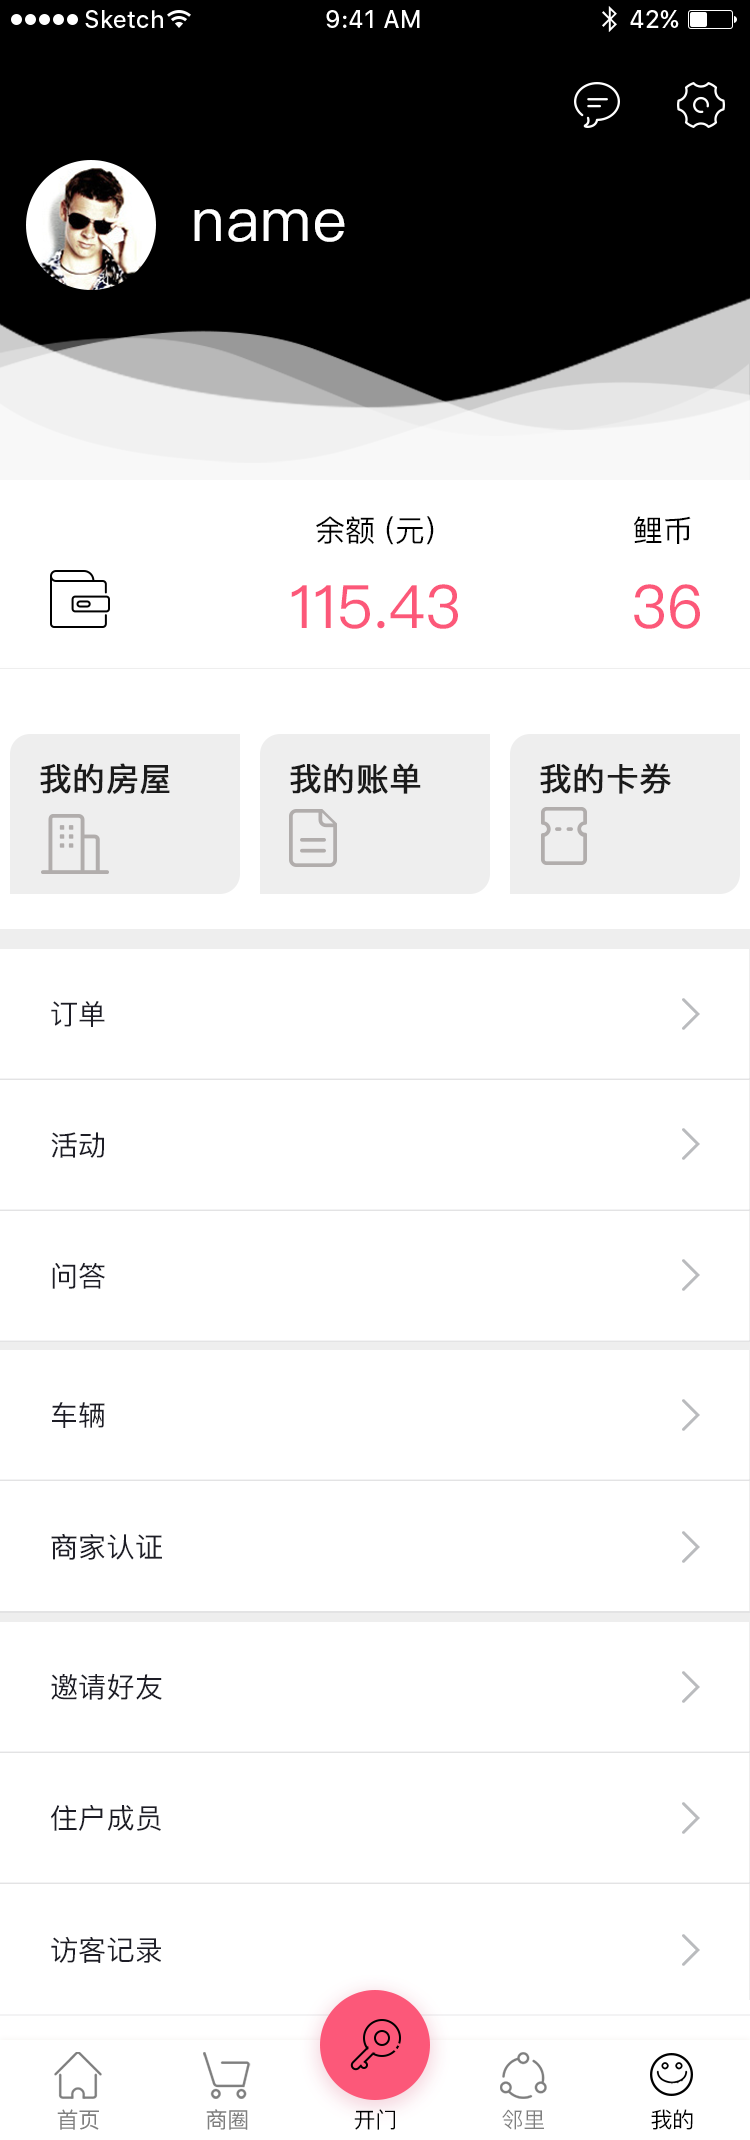 Sketch 9:41 AM 42%
name
余额 (元) 鲤币
115.43 36
我的房屋 我的账单 我的卡券
订单
活动
问答
车辆
商家认证
邀请好友
住户成员
访客记录
首页 商圈 开门 邻里 我的